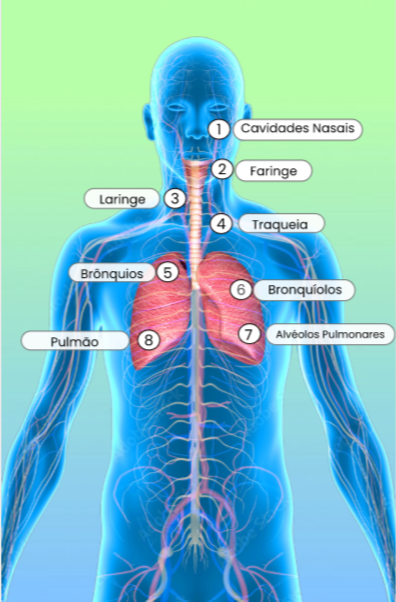 1 Cavidades Nasais
2 Faringe
Laringe 3
4 Traqueia
Brônquios 5
6 Bronquíolos
7 Alvéolos Pulmonares
Pulmão 8